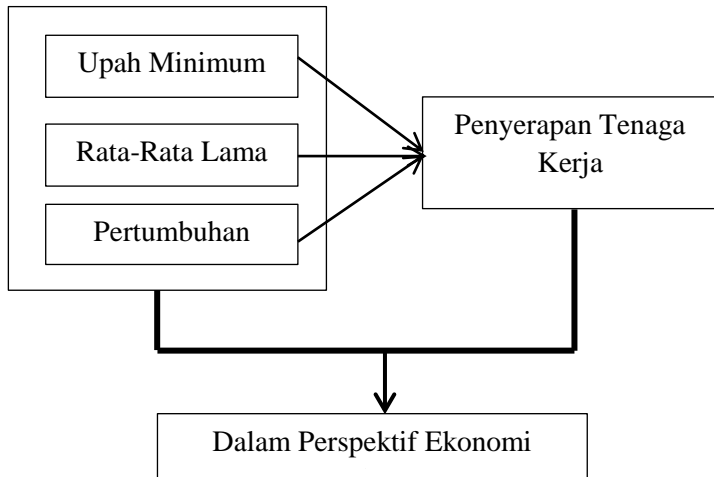 Upah Minimum
Rata-Rata Lama
Pertumbuhan
Penyerapan Tenaga
Kerja
Dalam Perspektif Ekonomi